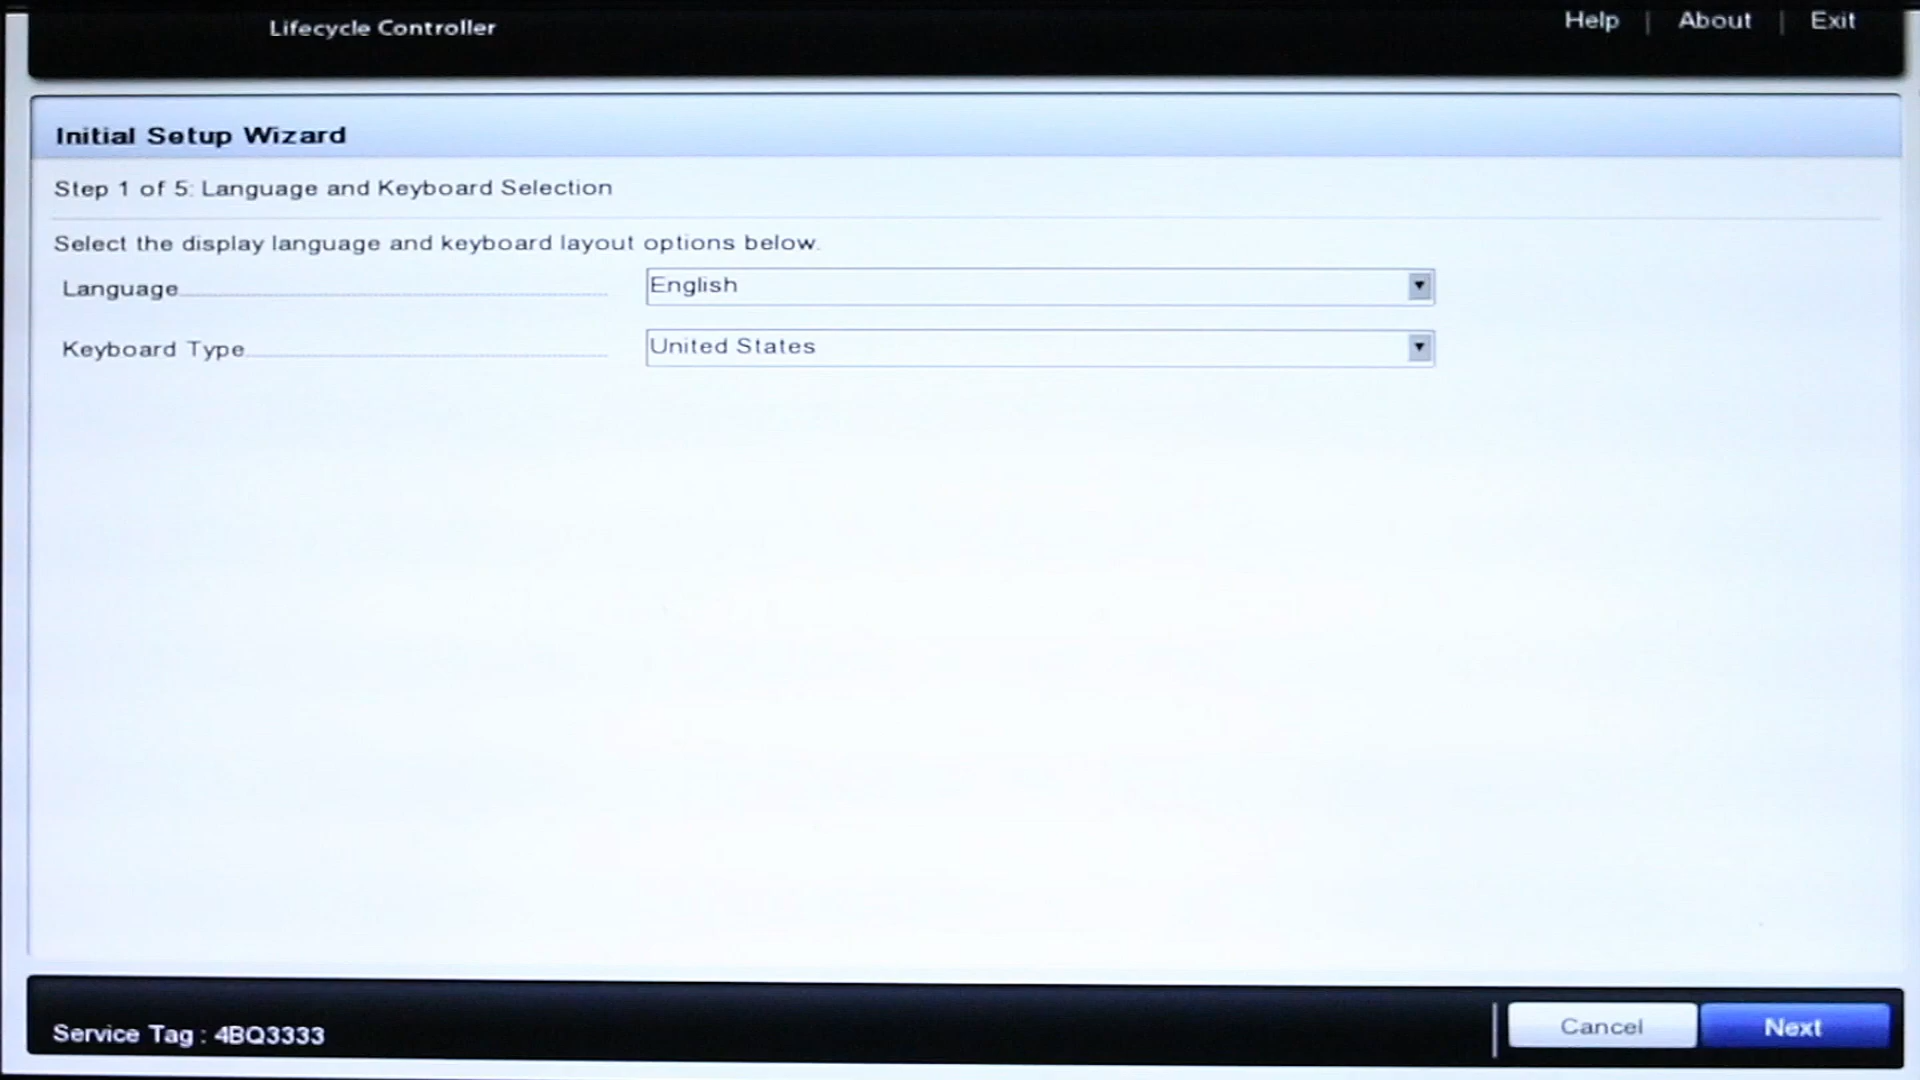 Lifecycle Controller
Help | About | Exit
Initial Setup Wizard
Step 1 of 5: Language and Keyboard Selection
Select the display language and keyboard layout options below.
Language English
Keyboard Type United States
Service Tag : 4BQ3333
Cancel Next